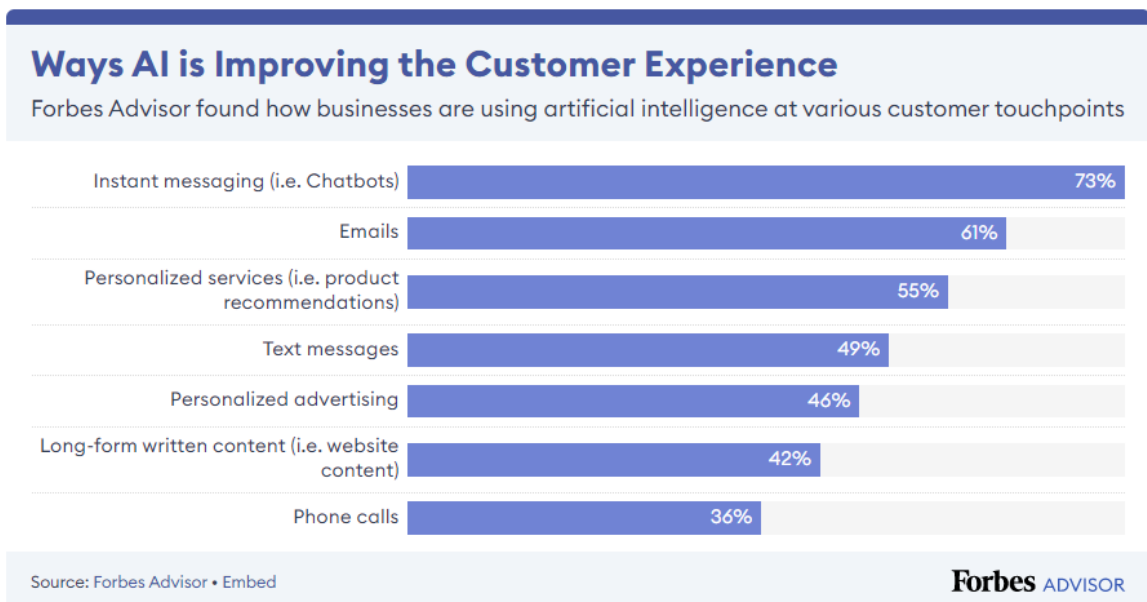 Ways AI is Improving the Customer Experience
Forbes Advisor found how businesses are using artificial intelligence at various customer touchpoints
Instant messaging (i.e. Chatbots)
73%
Emails
61%
Personalized services (i.e. product
recommendations)
55%
Text messages
49%
Personalized advertising
46%
Long-form written content (i.e. website
content)
42%
Phone calls
36%
Source: Forbes Advisor • Embed
Forbes ADVISOR